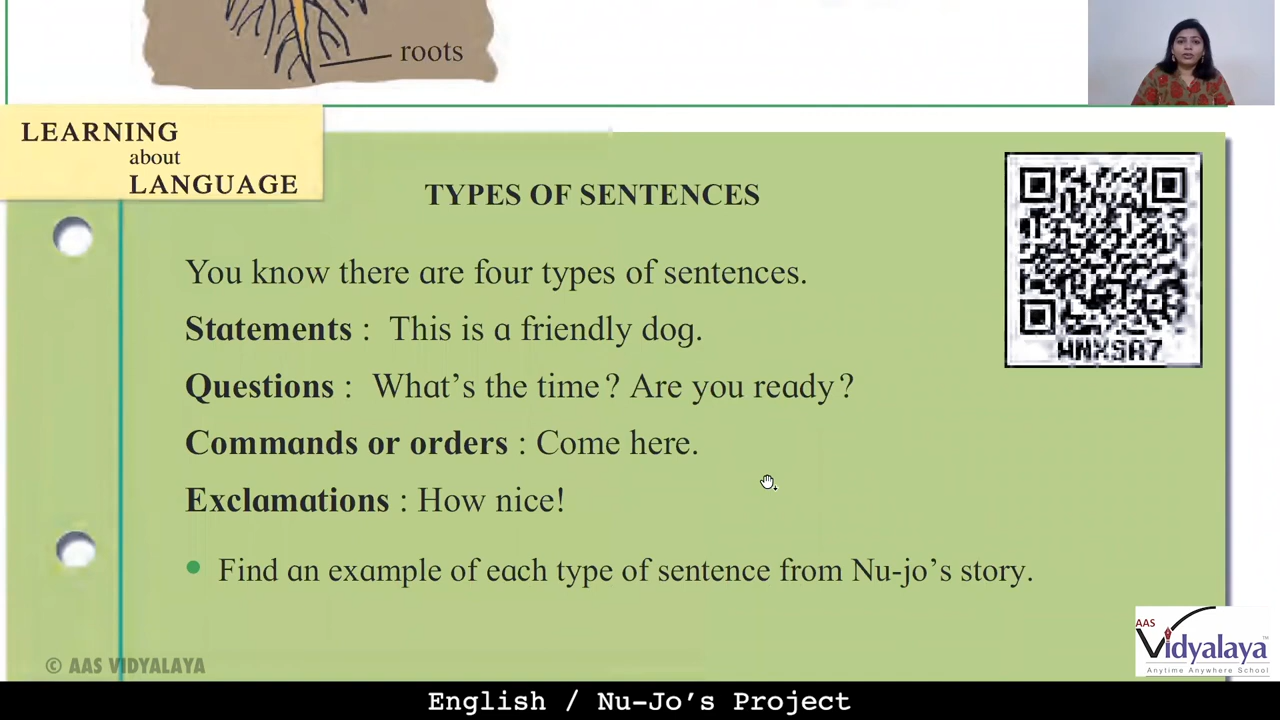 roots
LEARNING
about
LANGUAGE
TYPES OF SENTENCES
You know there are four types of sentences.
Statements : This is a friendly dog.
Questions : What's the time? Are you ready?
Commands or orders : Come here.
Exclamations : How nice!
• Find an example of each type of sentence from Nu-jo's story.
WNXSA7
AAS
Vidyalaya
TM
Anytime Anywhere School
© AAS VIDYALAYA
English / Nu-Jo's Project